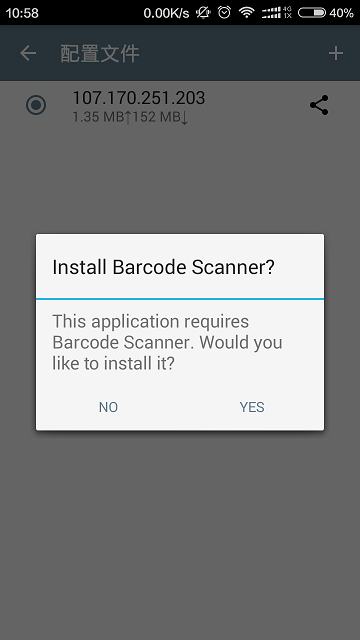 10:58 0.00K/s 4G 1X 40%
配置文件
107.170.251.203
1.35 MB↑152 MB↓
Install Barcode Scanner?
This application requires
Barcode Scanner. Would you
like to install it?
NO YES